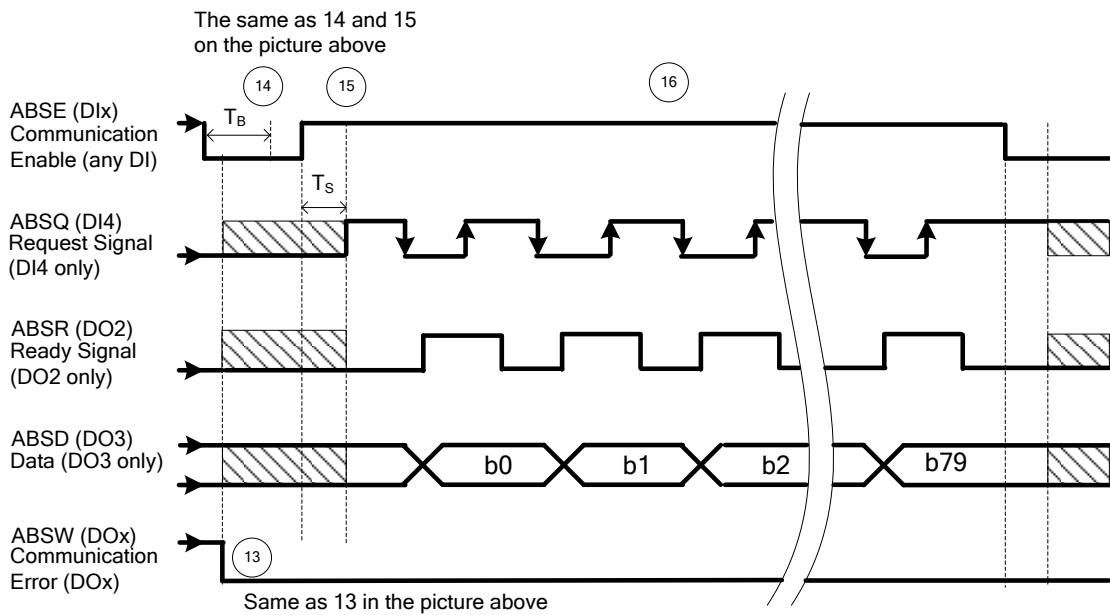 The same as 14 and 15
on the picture above
14
15
16
ABSE (DIx)
Communication
Enable (any DI)
TB
TS
ABSQ (DI4)
Request Signal
(DI4 only)
ABSR (DO2)
Ready Signal
(DO2 only)
ABSD (DO3)
Data (DO3 only)
b0
b1
b2
b79
ABSW (DOx)
Communication
Error (DOx)
13
Same as 13 in the picture above